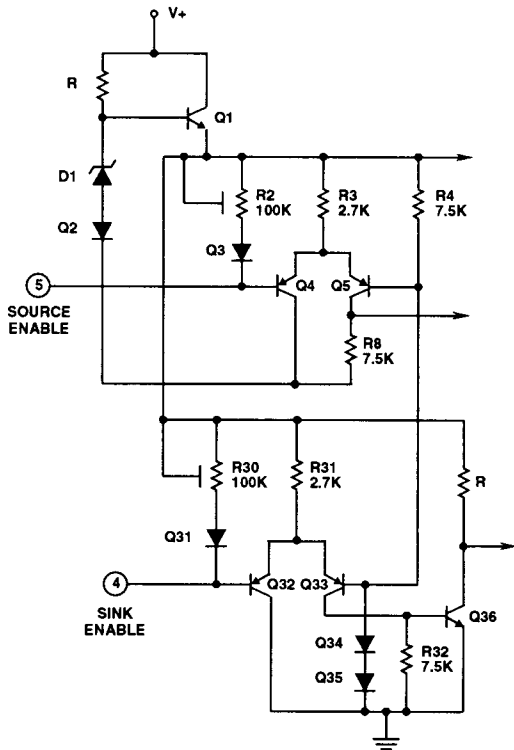 V+
R
Q1
D1
R2
100K
R3
2.7K
R4
7.5K
Q2
Q3
Q4
Q5
5
SOURCE
ENABLE
R8
7.5K
R30
100K
R31
2.7K
R
Q31
4
SINK
ENABLE
Q32
Q33
Q36
Q34
Q35
R32
7.5K